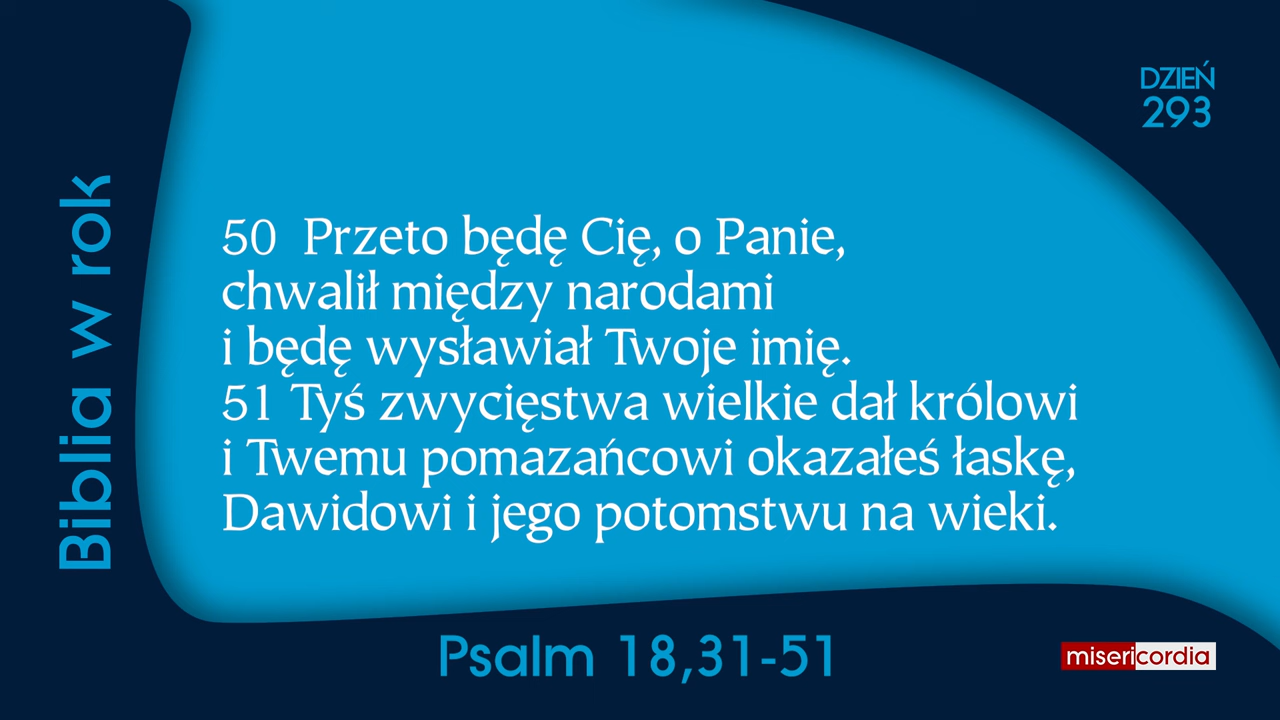 DZIEŃ
293
Biblia w rok
50 Przeto będę Cię, o Panie,
chwalił między narodami
i będę wysławiał Twoje imię.
51 Tyś zwycięstwa wielkie dał królowi
i Twemu pomazańcowi okazałeś łaskę,
Dawidowi i jego potomstwu na wieki.
Psalm 18,31-51
misericordia